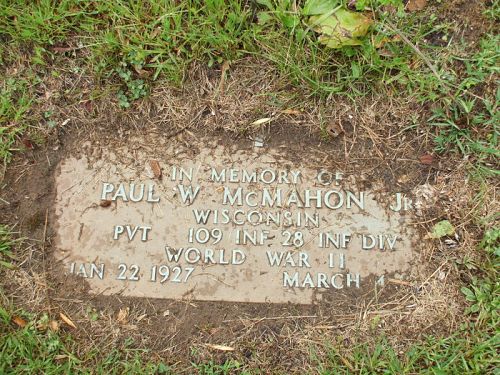 IN MEMORY OF
PAUL W McMAHON JR
WISCONSIN
PVT 109 INF 28 INF DIV
WORLD WAR II
JAN 22 1927 MARCH